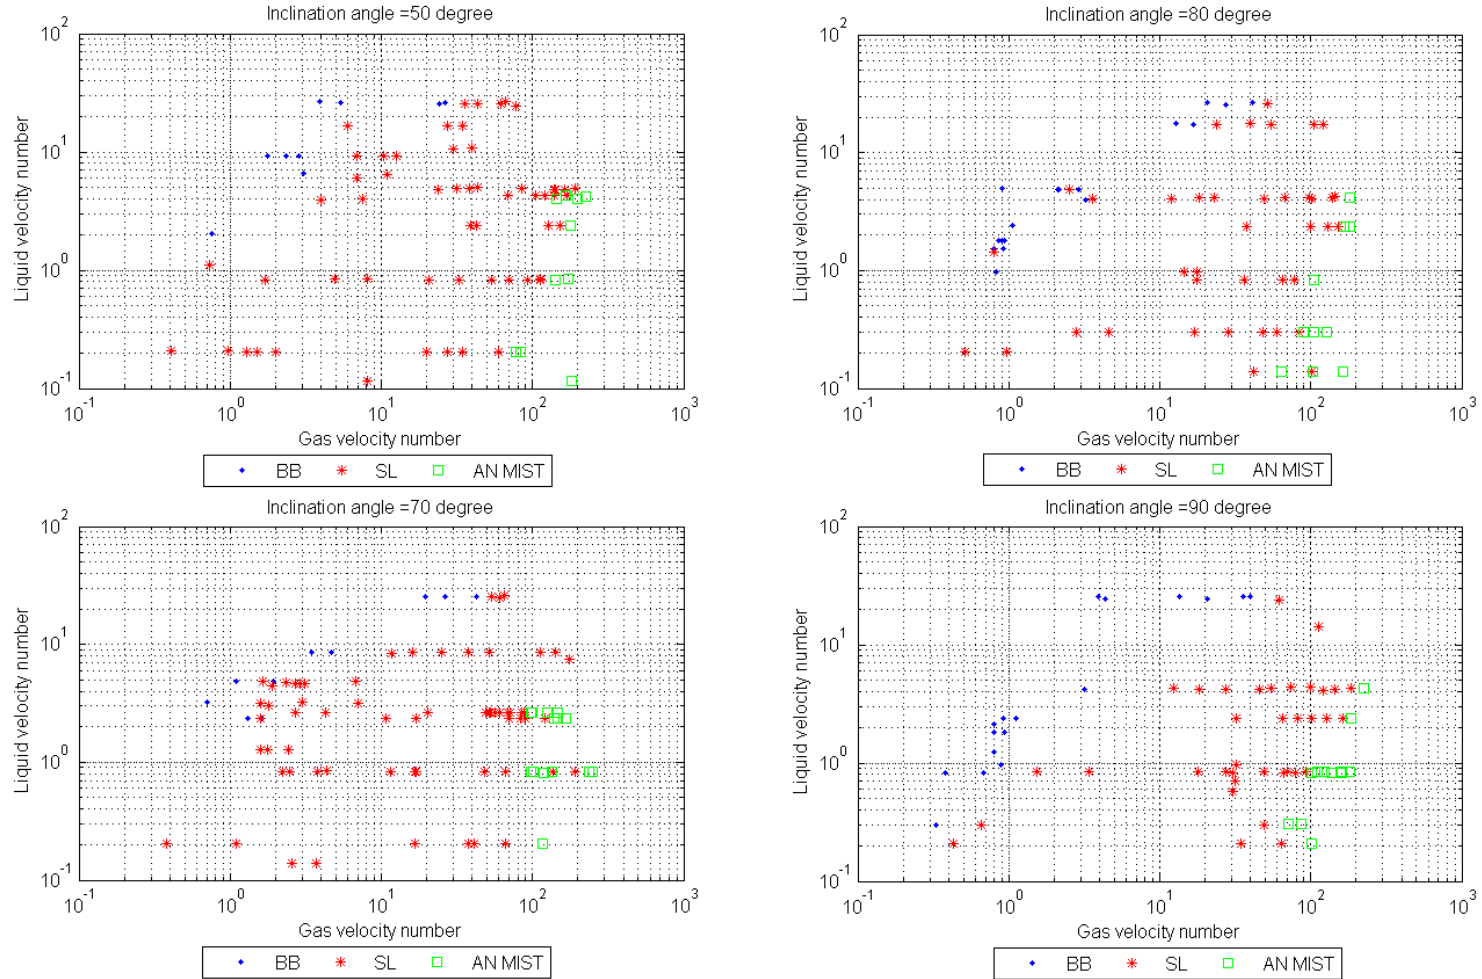 Inclination angle =50 degree
10^2
10^1
10^0
10^-1
Liquid velocity number
10^-1 10^0 10^1 10^2 10^3
Gas velocity number
BB SL AN MIST
Inclination angle =80 degree
10^2
10^1
10^0
10^-1
Liquid velocity number
10^-1 10^0 10^1 10^2 10^3
Gas velocity number
BB SL AN MIST
Inclination angle =70 degree
10^2
10^1
10^0
10^-1
Liquid velocity number
10^-1 10^0 10^1 10^2 10^3
Gas velocity number
BB SL AN MIST
Inclination angle =90 degree
10^2
10^1
10^0
10^-1
Liquid velocity number
10^-1 10^0 10^1 10^2 10^3
Gas velocity number
BB SL AN MIST